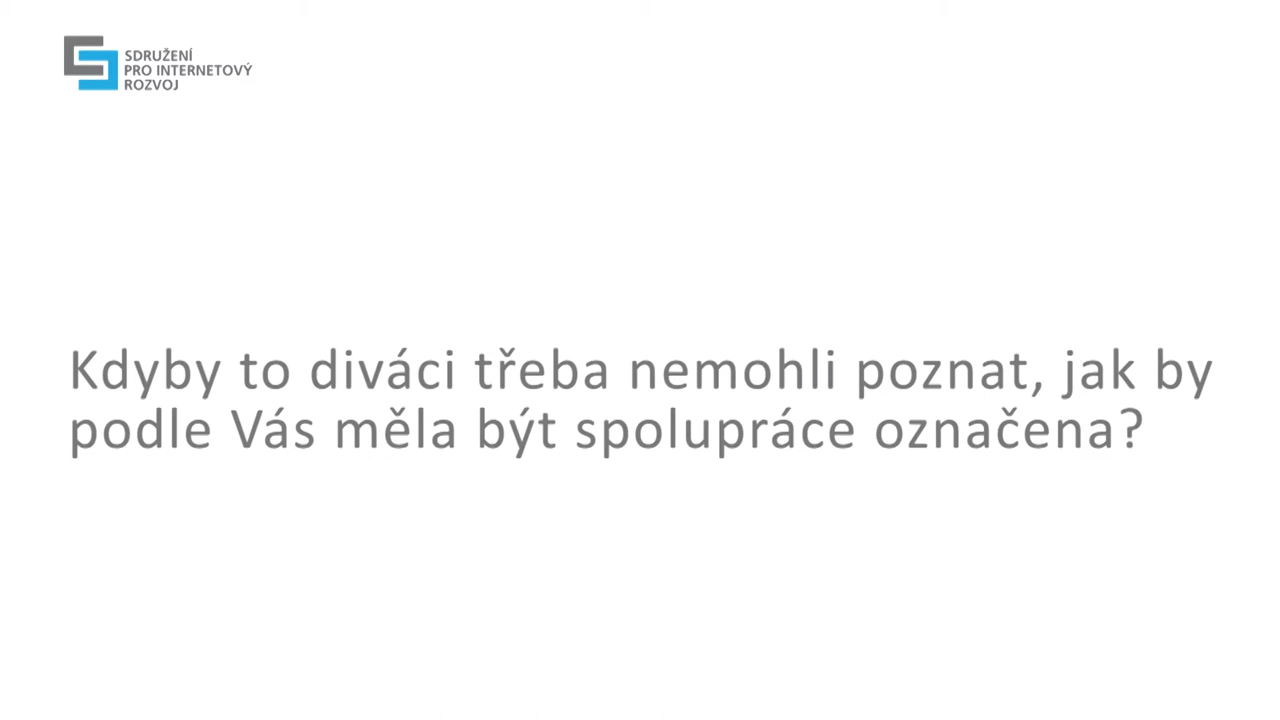 SDRUŽENÍ
PRO INTERNETOVÝ
ROZVOJ
Kdyby to diváci třeba nemohli poznat, jak by
podle Vás měla být spolupráce označena?